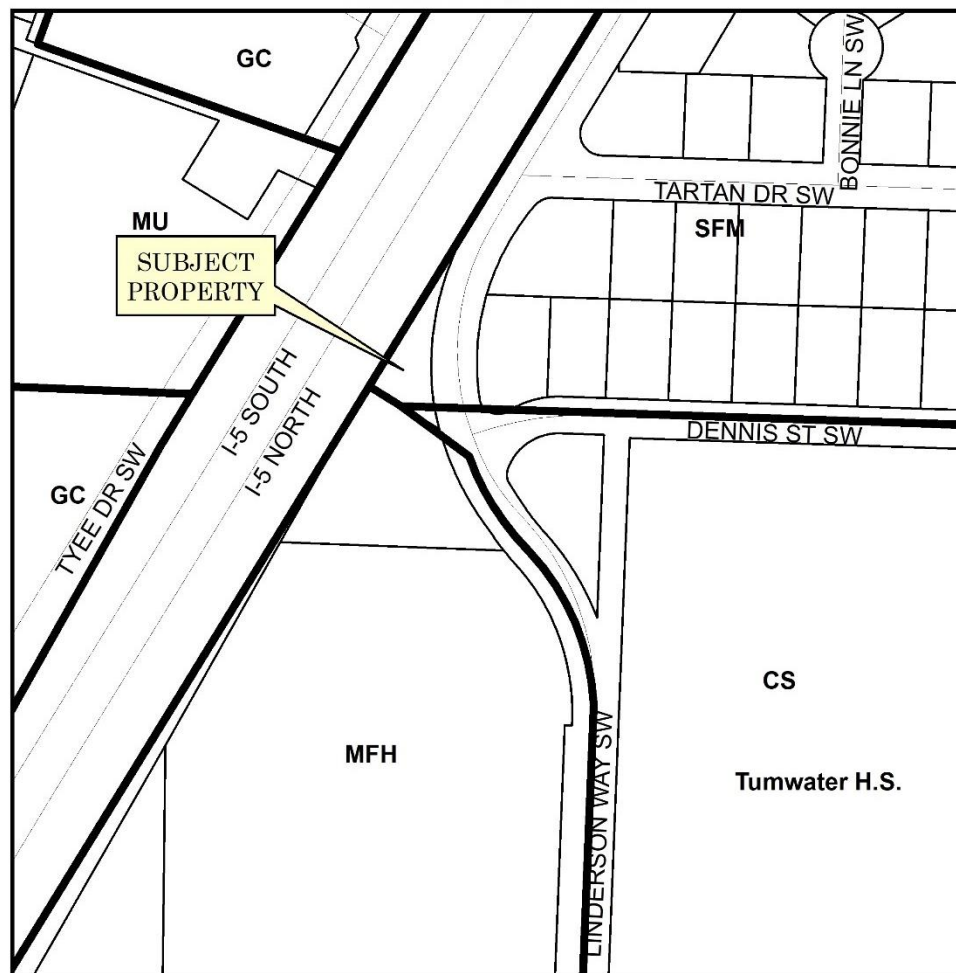 GC
BONNIE LN SW
TARTAN DR SW
MU
SFM
SUBJECT
PROPERTY
I-5 SOUTH
I-5 NORTH
DENNIS ST SW
GC
TYEE DR SW
CS
MFH
Tumwater H.S.
LINDERSON WAY SW